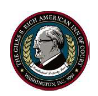 THE GILES S. RICH AMERICAN INN OF COURT
WASHINGTON, DC